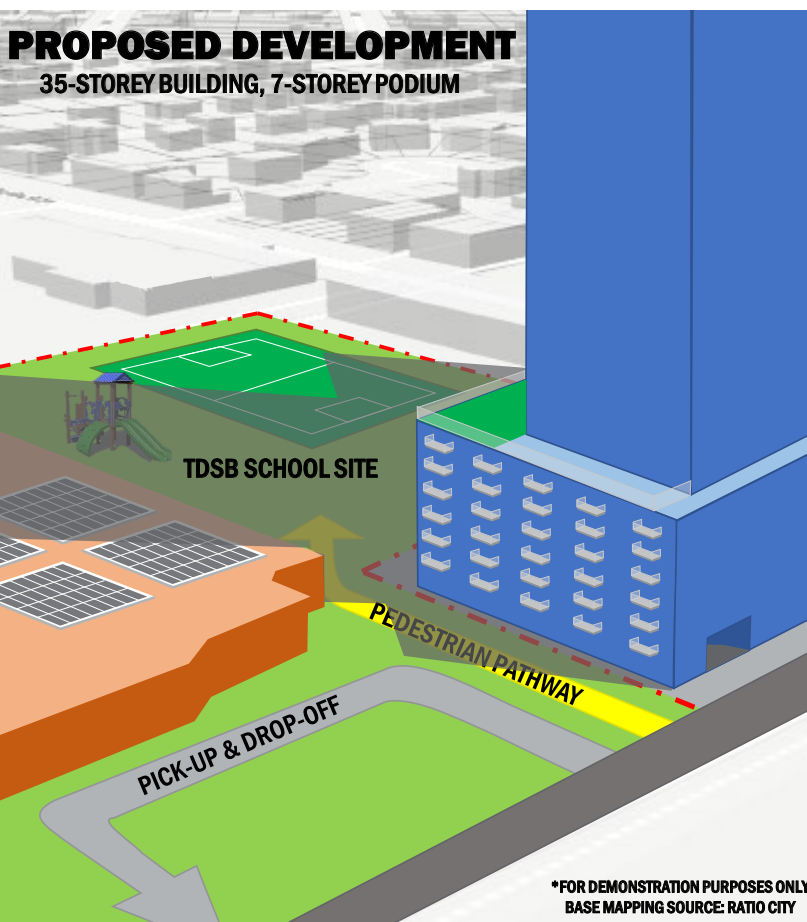 PROPOSED DEVELOPMENT
35-STOREY BUILDING, 7-STOREY PODIUM
TDSB SCHOOL SITE
PEDESTRIAN PATHWAY
PICK-UP & DROP-OFF
*FOR DEMONSTRATION PURPOSES ONLY
BASE MAPPING SOURCE: RATIO CITY